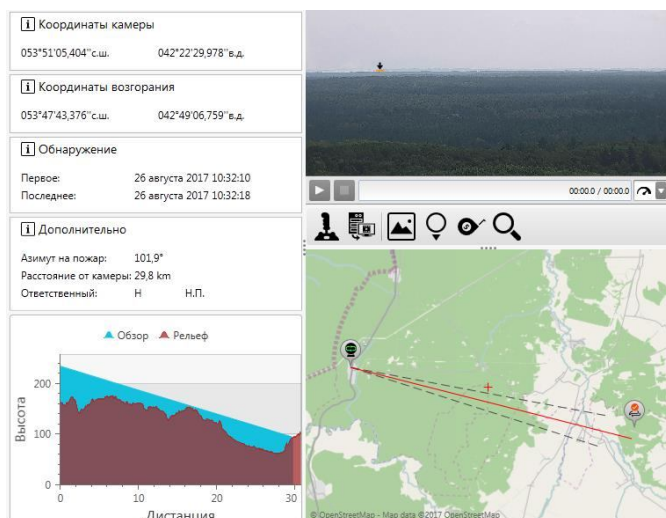 Координаты камеры
053°51'05,404''с.ш. 042°22'29,978''в.д.
Координаты возгорания
053°47'43,376''с.ш. 042°49'06,759''в.д.
Обнаружение
Первое: 26 августа 2017 10:32:10
Последнее: 26 августа 2017 10:32:18
Дополнительно
Азимут на пожар: 101,9°
Расстояние от камеры: 29,8 km
Ответственный: Н Н.П.
Обзор Рельеф
Высота
200
100
0
0 10 20 30
Дистанция
00:00.0 / 00:00.0
© OpenStreetMap - Map data ©2017 OpenStreetMap